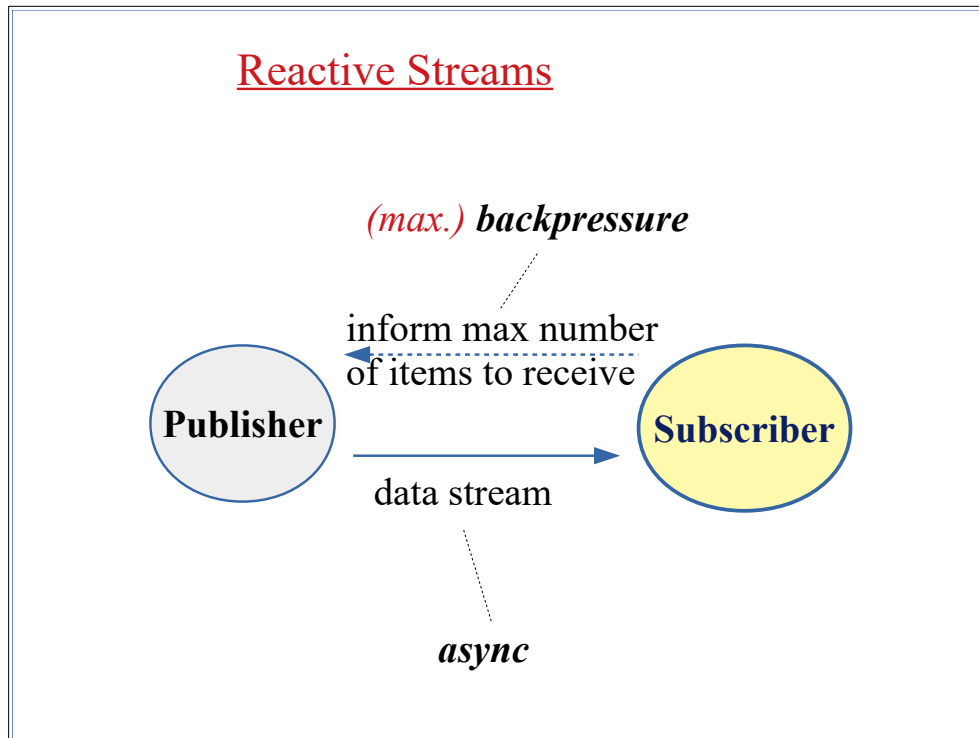 Reactive Streams
(max.) backpressure
inform max number
of items to receive
Publisher
Subscriber
data stream
async